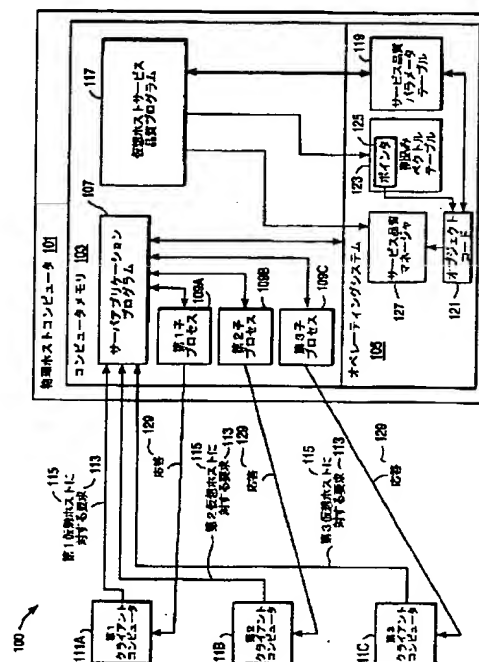 100
物理ホストコンピュータ 101
コンピュータメモリ 103
107
サーバアプリケーション
プログラム
117
仮想ホストサービス
品質プログラム
109A
第1子
プロセス
109B
第2子
プロセス
109C
第3子
プロセス
オペレーティングシステム
105
サービス品質
マネージャ
127
オブジェクト
コード
121
123
125
ポインタ
割込み
ベクトル
テーブル
119
サービス品質
パラメータ
テーブル
111A
第1
クライアント
コンピュータ
第1仮想ホストに
対する要求
115
113
129
応答
111B
第2
クライアント
コンピュータ
第2仮想ホストに
対する要求
115
113
129
応答
111C
第3
クライアント
コンピュータ
第3仮想ホストに
対する要求
115
113
129
応答